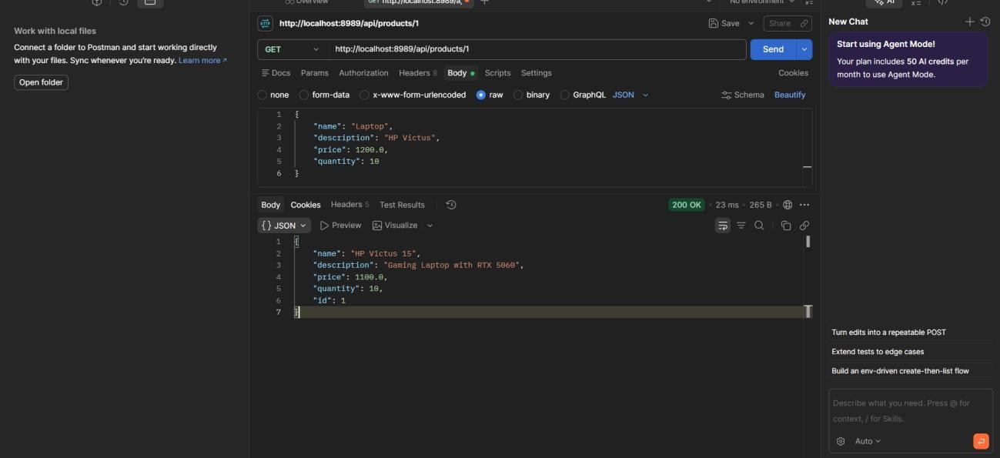 Overview
GET http://localhost:8989/a
No environment
AI
Work with local files
Connect a folder to Postman and start working directly
with your files. Sync whenever you're ready. Learn more
Open folder
HTTP http://localhost:8989/api/products/1
Save
Share
GET
http://localhost:8989/api/products/1
Send
Docs Params Authorization Headers 8 Body Scripts Settings
Cookies
none form-data x-www-form-urlencoded raw binary GraphQL JSON
Schema Beautify
1 {
2 "name": "Laptop",
3 "description": "HP Victus",
4 "price": 1200.0,
5 "quantity": 10
6 }
Body Cookies Headers 5 Test Results
200 OK • 23 ms • 265 B
{} JSON Preview Visualize
1 {
2 "name": "HP Victus 15",
3 "description": "Gaming Laptop with RTX 5060",
4 "price": 1100.0,
5 "quantity": 10,
6 "id": 1
7 }
New Chat
Start using Agent Mode!
Your plan includes 50 AI credits per
month to use Agent Mode.
Turn edits into a repeatable POST
Extend tests to edge cases
Build an env-driven create-then-list flow
Describe what you need. Press @ for
context, / for Skills.
Auto